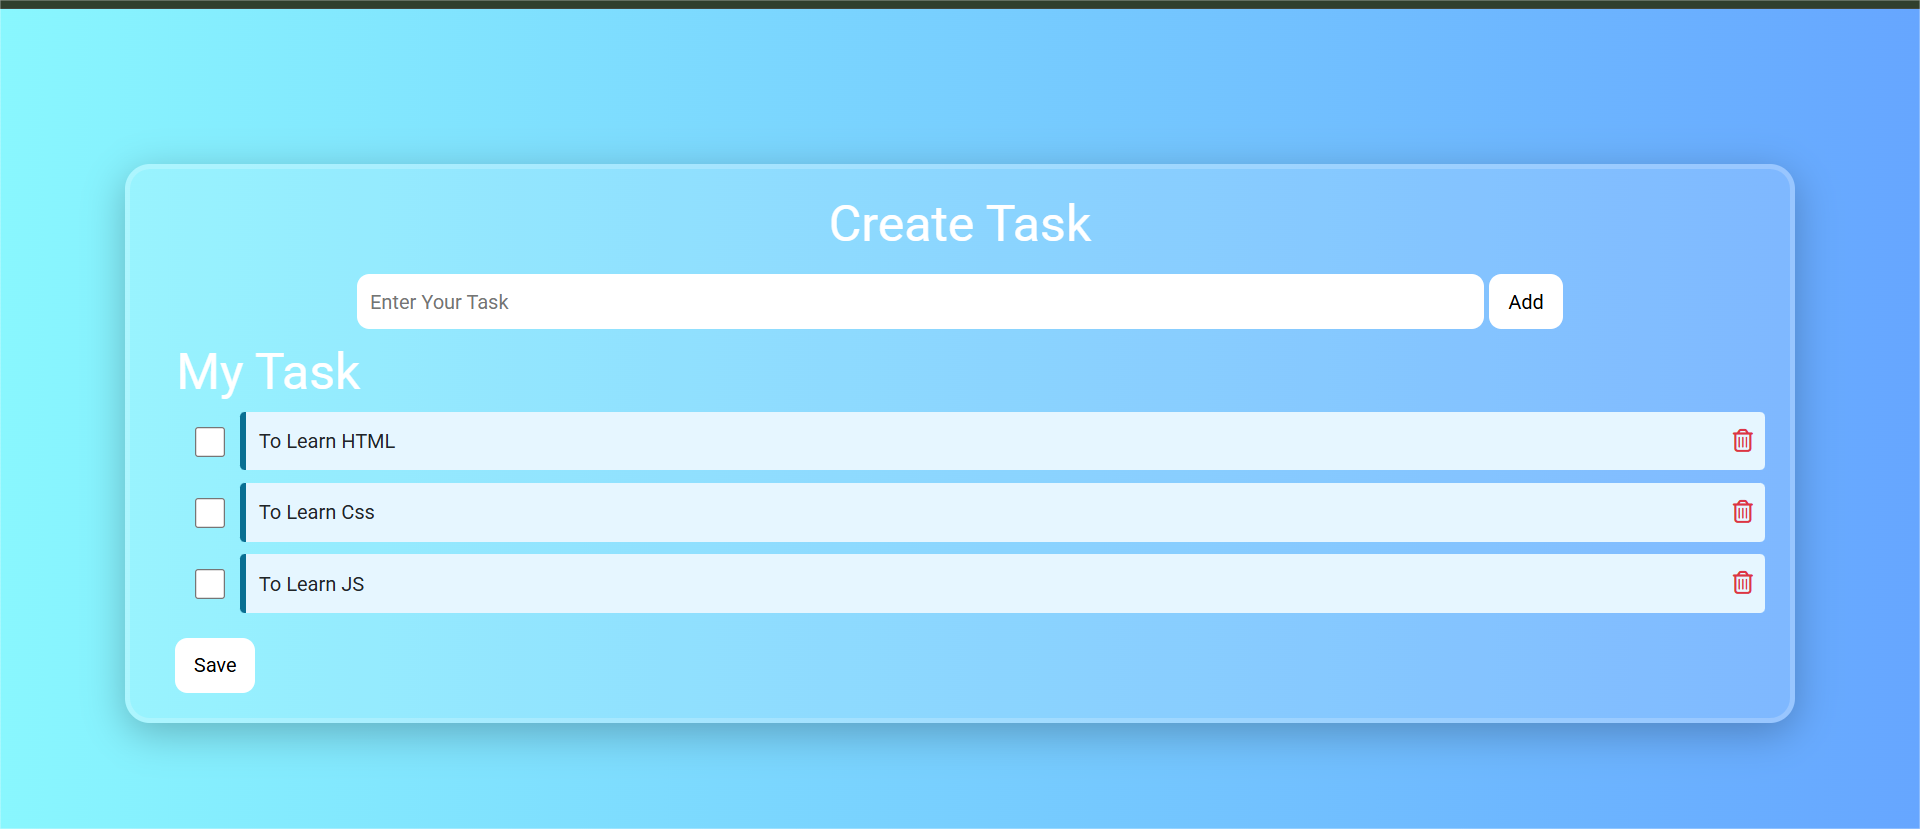 Create Task
Enter Your Task
Add
My Task
To Learn HTML
To Learn Css
To Learn JS
Save